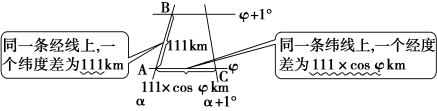 B
φ+1°
同一条经线上,一
个纬度差为111km
111km
同一条纬线上,一个经度
差为111×cos φ km
A
C
φ
111×cos φ km
α
α+1°